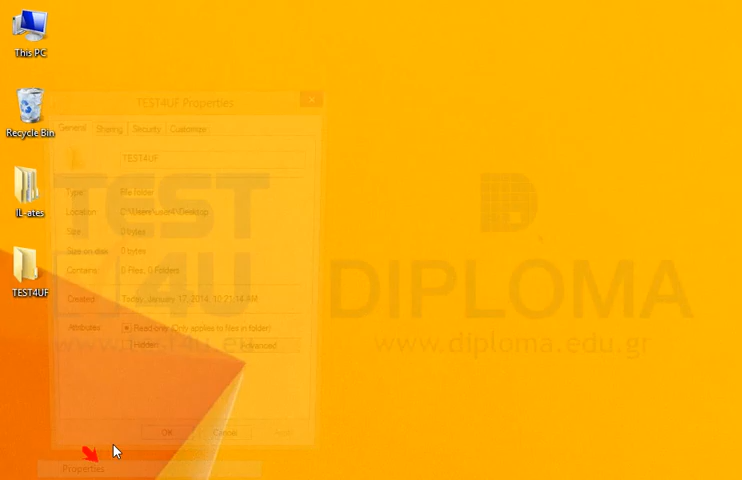 This PC
Recycle Bin
IL-ates
TEST4UF
TEST4UF Properties
General Sharing Security Customize
TEST4UF
Type: File folder
Location: C:\Users\user4\Desktop
Size: 0 bytes
Size on disk: 0 bytes
Contains: 0 Files, 0 Folders
Created: Today, January 17, 2014, 10:21:14 AM
Attributes: Read-only (Only applies to files in folder)
Hidden Advanced...
OK Cancel Apply
Properties
TEST
4U
DIPLOMA
www.diploma.edu.gr